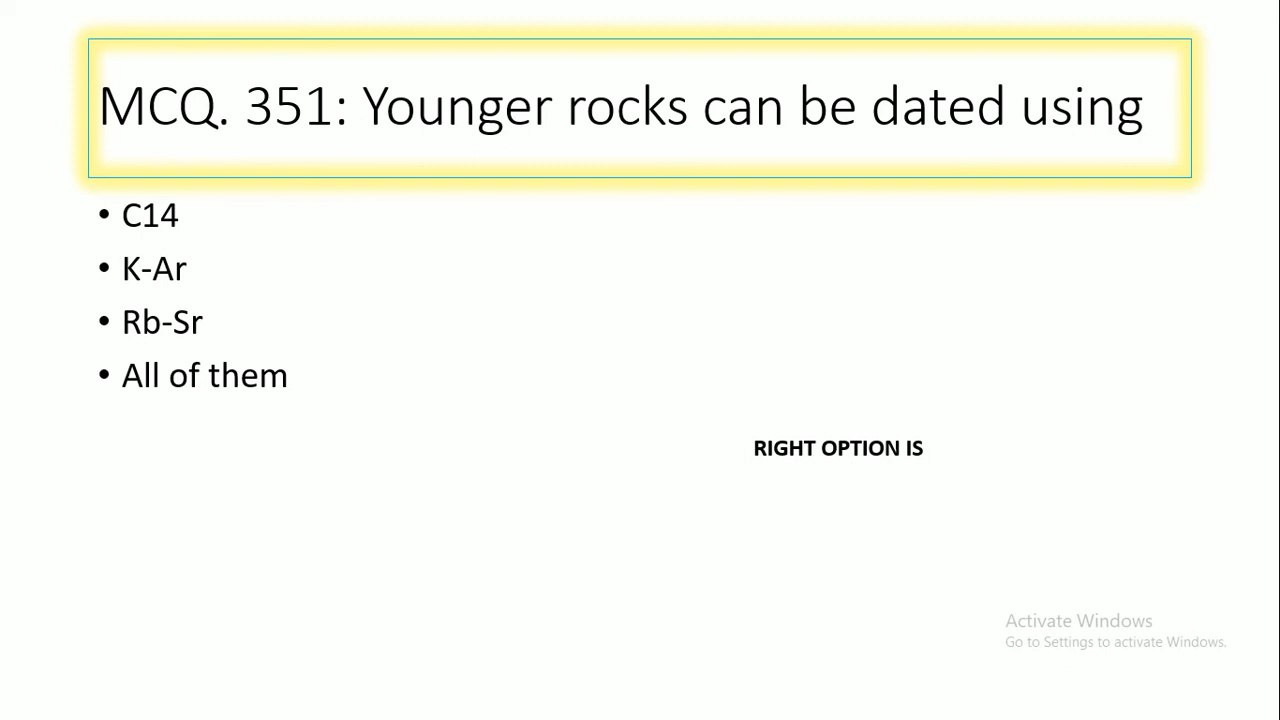 MCQ. 351: Younger rocks can be dated using
• C14
• K-Ar
• Rb-Sr
• All of them
RIGHT OPTION IS
Activate Windows
Go to Settings to activate Windows.